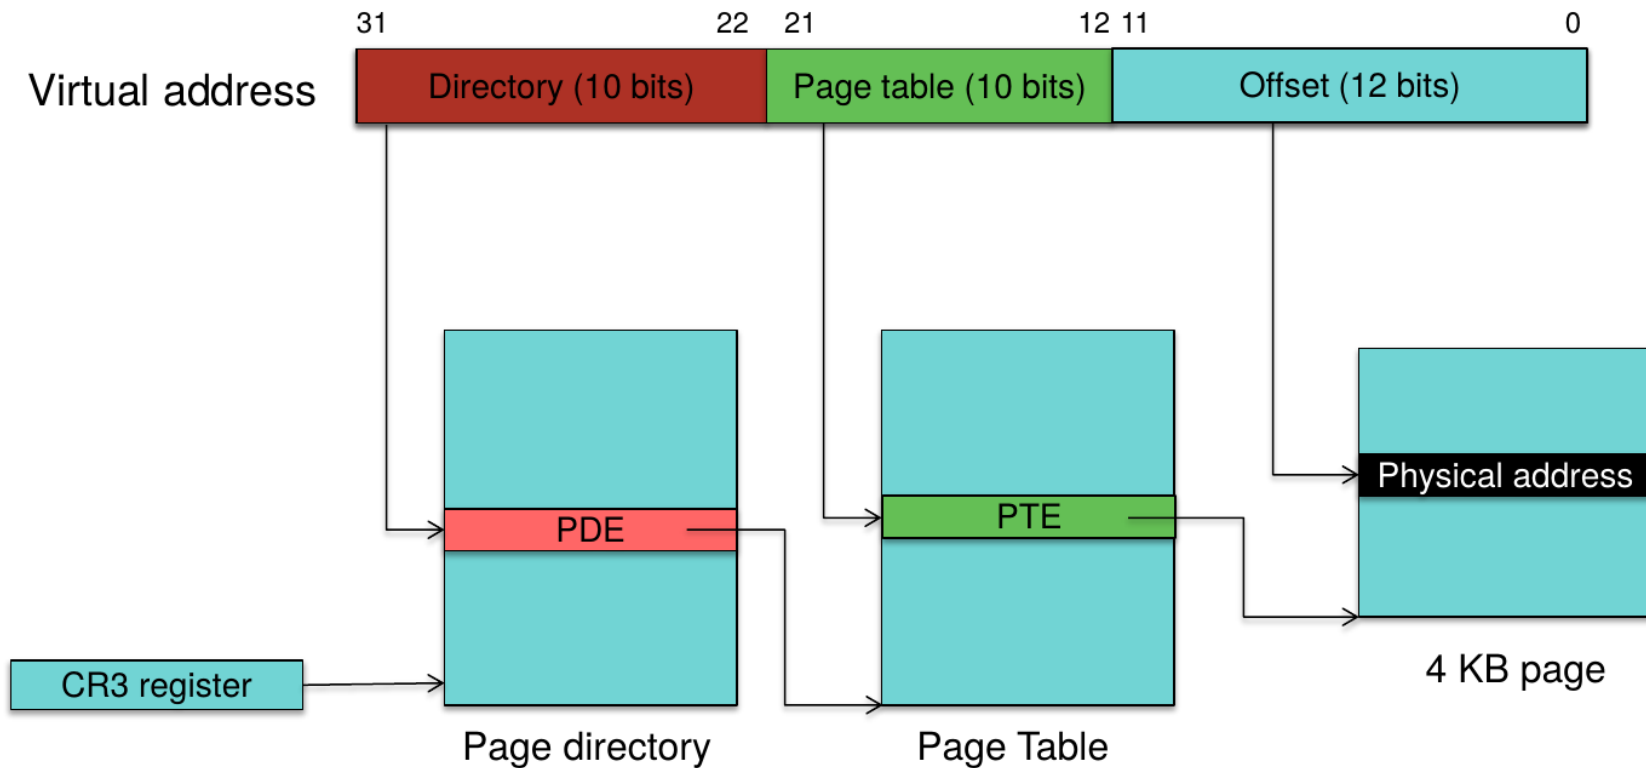 31 22 21 12 11 0
Virtual address Directory (10 bits) Page table (10 bits) Offset (12 bits)
Physical address
PDE PTE
CR3 register
4 KB page
Page directory Page Table